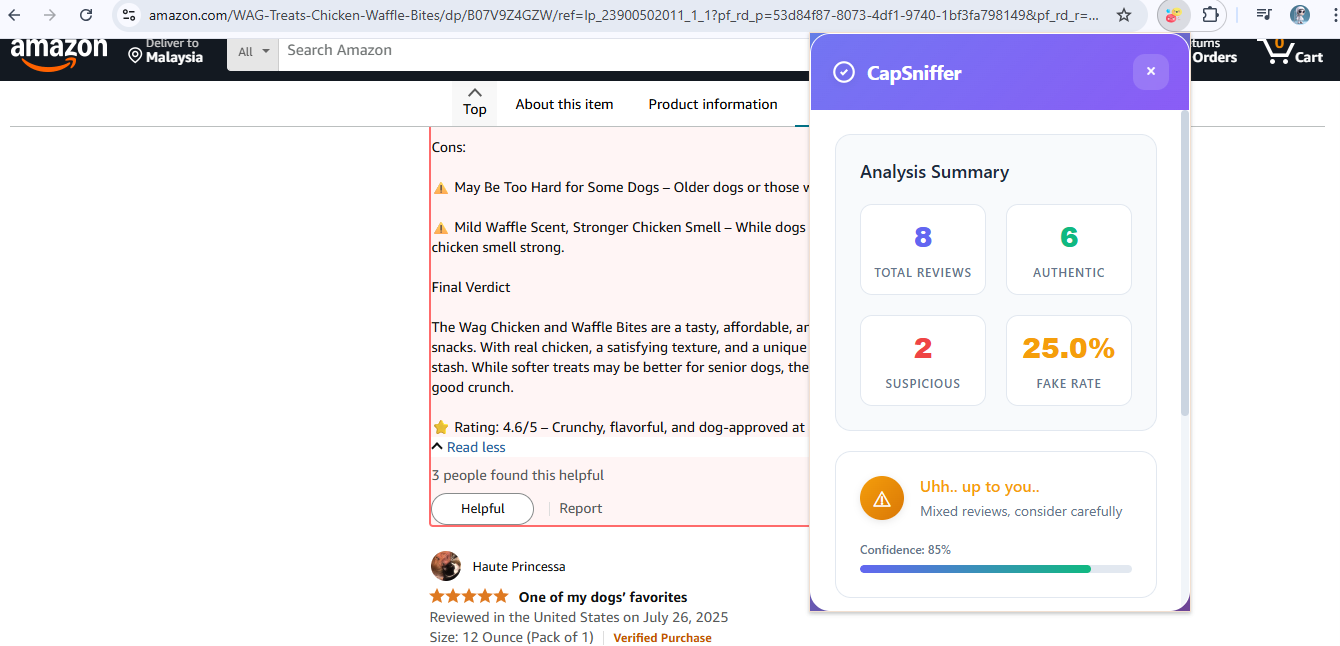 amazon.com/WAG-Treats-Chicken-Waffle-Bites/dp/B07V9Z4GZW/ref=lp_23900502011_1_1?pf_rd_p=53d84f87-8073-4df1-9740-1bf3fa798149&pf_rd_r=...
amazon
Deliver to
Malaysia
All
Search Amazon
Orders
0
Cart
Top
About this item
Product information
Cons:
⚠️ May Be Too Hard for Some Dogs – Older dogs or those
⚠️ Mild Waffle Scent, Stronger Chicken Smell – While dogs
chicken smell strong.
Final Verdict
The Wag Chicken and Waffle Bites are a tasty, affordable,
snacks. With real chicken, a satisfying texture, and a unique
stash. While softer treats may be better for senior dogs,
good crunch.
⭐ Rating: 4.6/5 – Crunchy, flavorful, and dog-approved at
Read less
3 people found this helpful
Helpful
Report
Haute Princessa
One of my dogs’ favorites
Reviewed in the United States on July 26, 2025
Size: 12 Ounce (Pack of 1)
Verified Purchase
CapSniffer
×
Analysis Summary
8
TOTAL REVIEWS
6
AUTHENTIC
2
SUSPICIOUS
25.0%
FAKE RATE
Uhh.. up to you..
Mixed reviews, consider carefully
Confidence: 85%